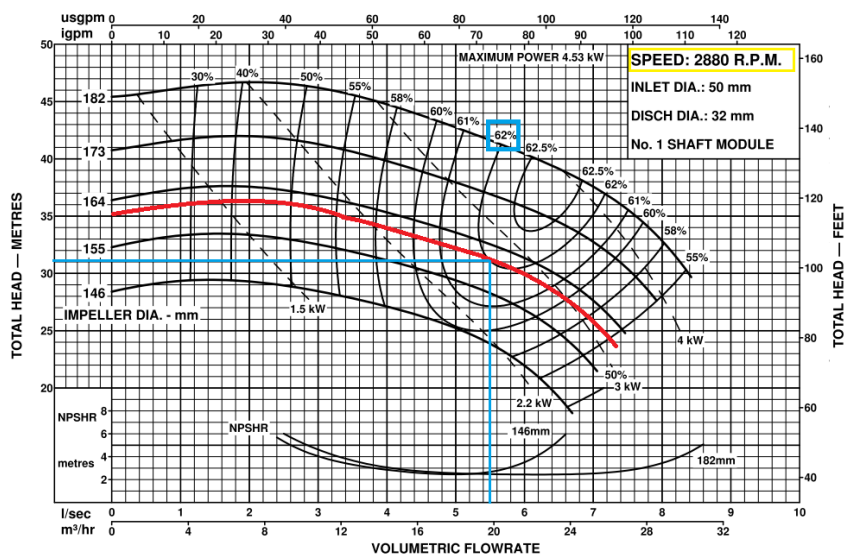 usgpm 0 20 40 60 80 100 120 140
igpm 0 10 20 30 40 50 60 70 80 90 100 110 120
MAXIMUM POWER 4.53 kW
SPEED: 2880 R.P.M.
INLET DIA.: 50 mm
DISCH DIA.: 32 mm
No. 1 SHAFT MODULE
TOTAL HEAD — METRES
50
45
40
35
30
25
20
182
173
164
155
146
IMPELLER DIA. - mm
30%
40%
50%
55%
58%
60%
61%
62%
62.5%
62.5%
62%
61%
60%
58%
55%
50%
1.5 kW
2.2 kW
3 kW
4 kW
TOTAL HEAD — FEET
160
140
120
100
80
60
40
NPSHR
metres
8
6
4
2
NPSHR
146mm
182mm
l/sec 0 1 2 3 4 5 6 7 8 9 10
m³/hr 0 4 8 12 16 20 24 28 32
VOLUMETRIC FLOWRATE